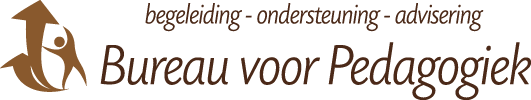 begeleiding - ondersteuning - advisering
Bureau voor Pedagogiek